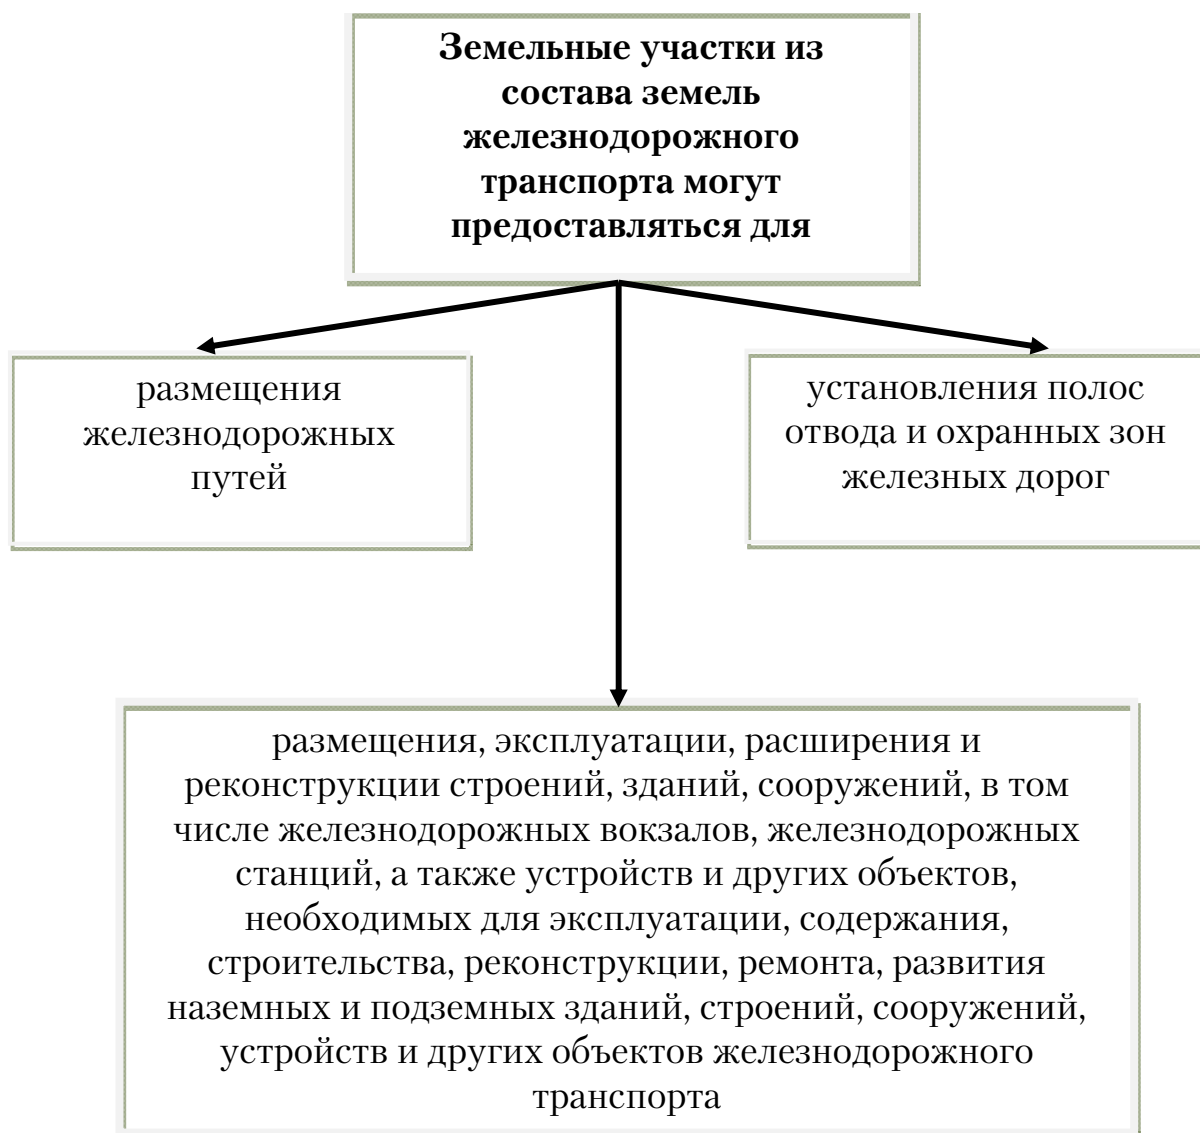 Земельные участки из
состава земель
железнодорожного
транспорта могут
предоставляться для
размещения
железнодорожных
путей
установления полос
отвода и охранных зон
железных дорог
размещения, эксплуатации, расширения и
реконструкции строений, зданий, сооружений, в том
числе железнодорожных вокзалов, железнодорожных
станций, а также устройств и других объектов,
необходимых для эксплуатации, содержания,
строительства, реконструкции, ремонта, развития
наземных и подземных зданий, строений, сооружений,
устройств и других объектов железнодорожного
транспорта